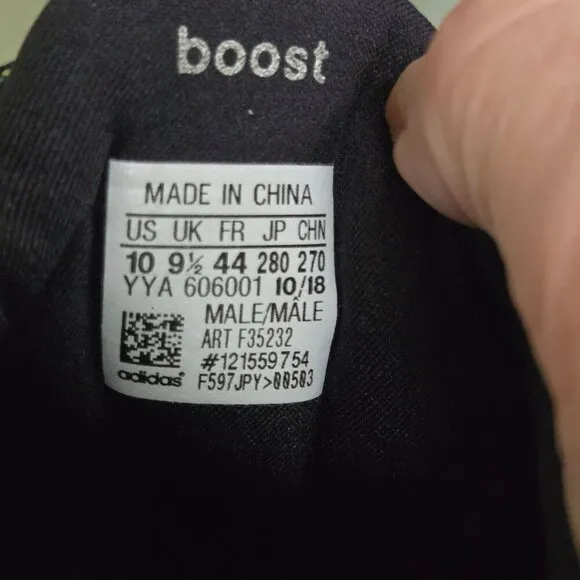 boost
MADE IN CHINA
US UK FR JP CHN
10 9½ 44 280 270
YYA 606001 10/18
MALE/MÂLE
ART F35232
#121559754
adidas® F597JPY>00503